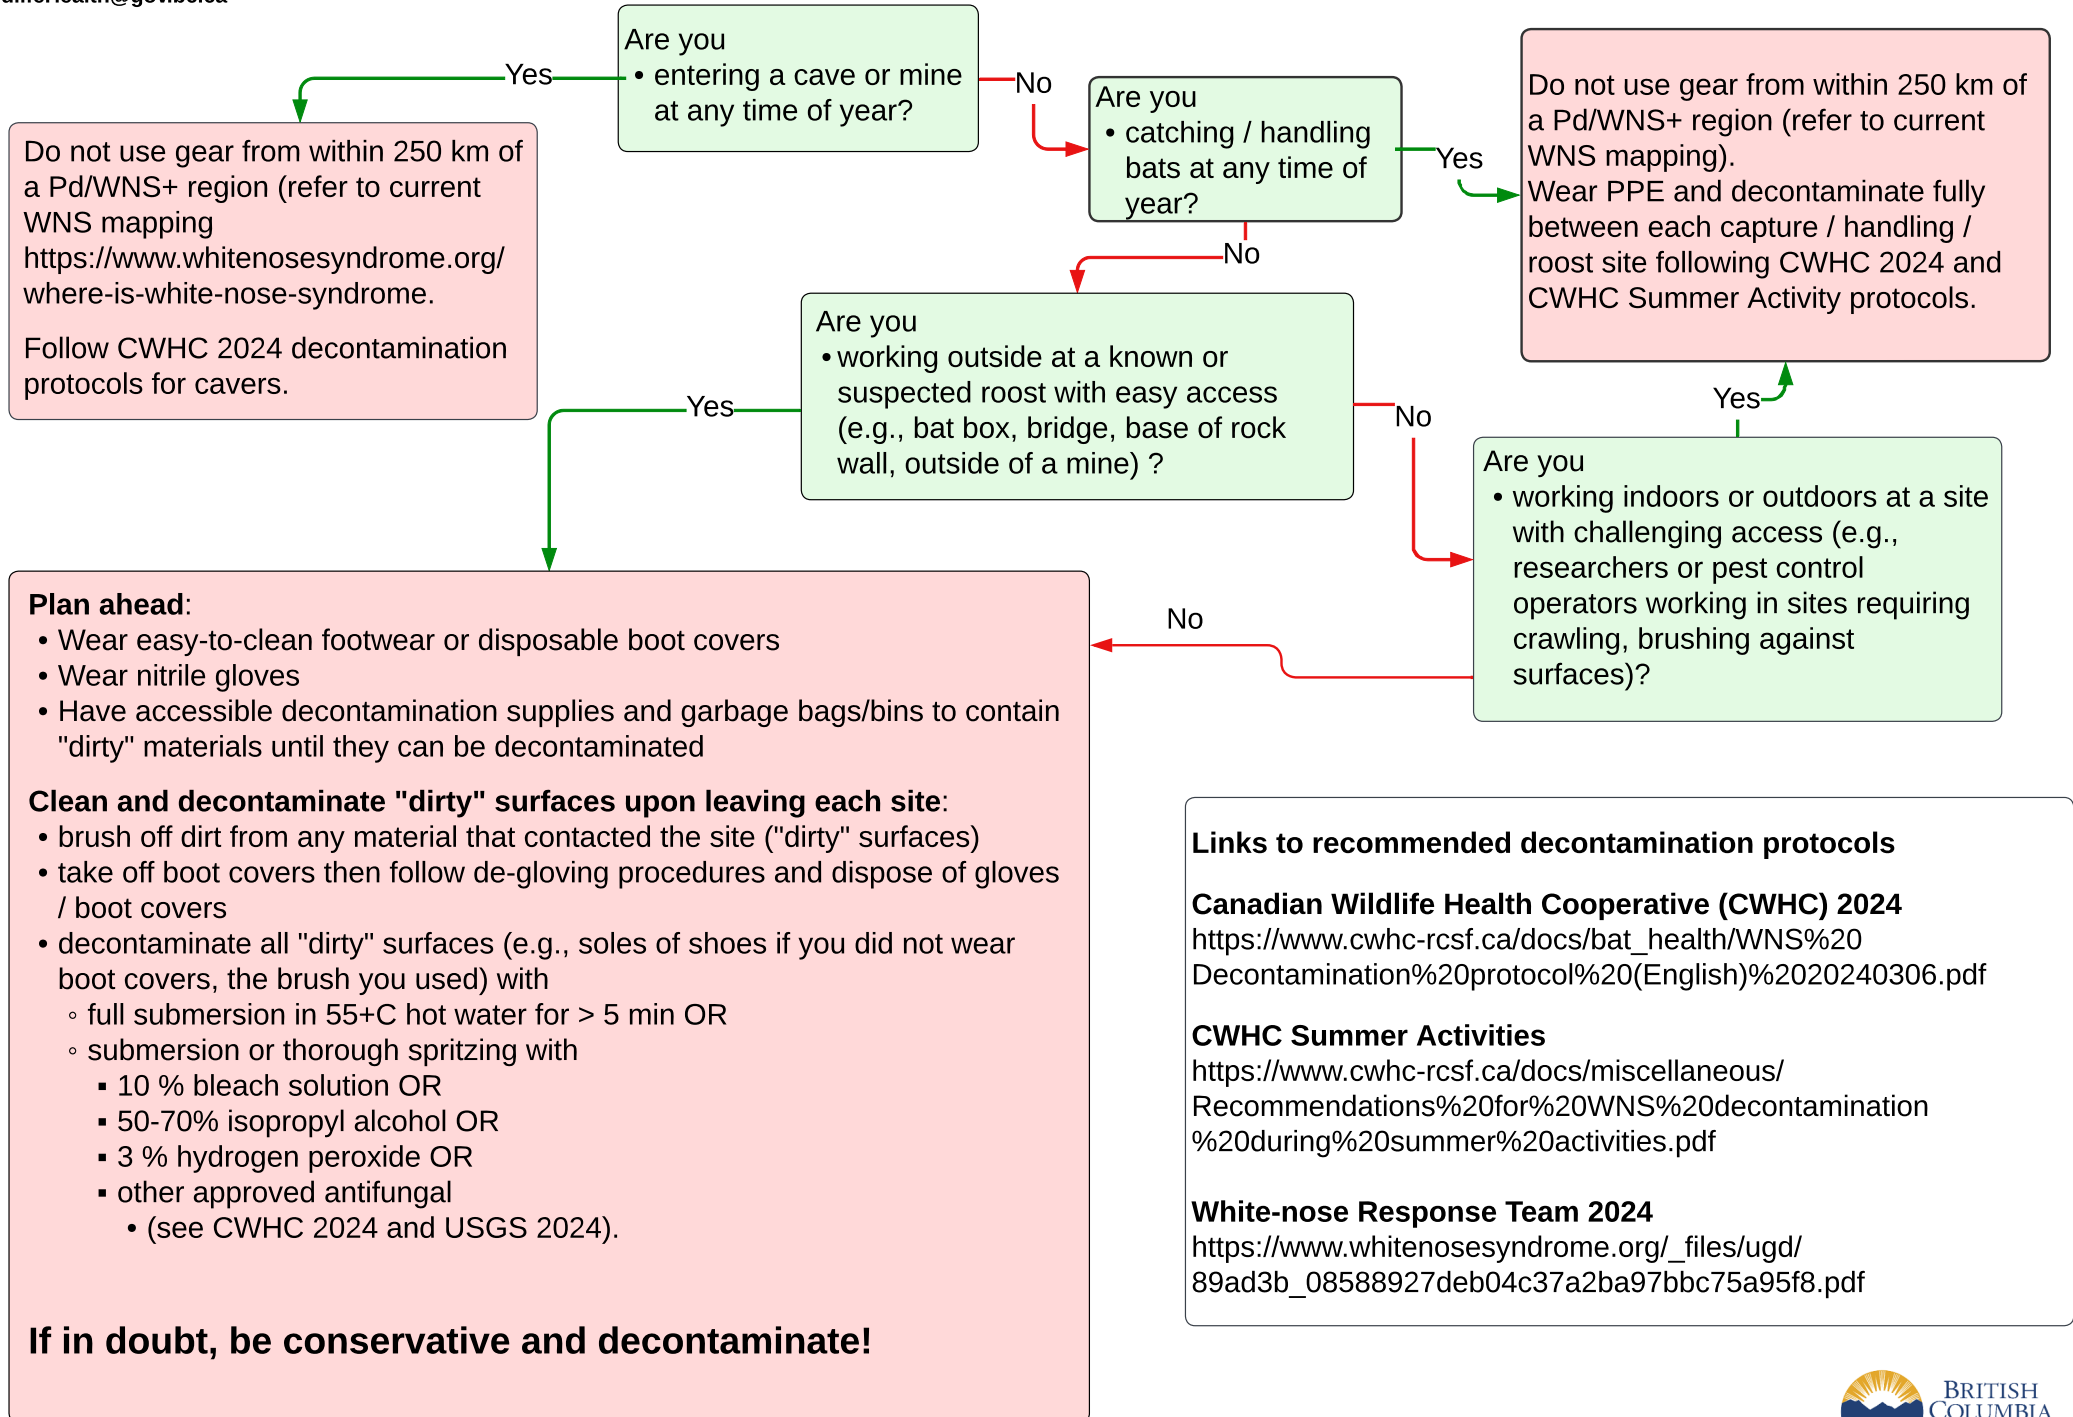 Are you
• entering a cave or mine
at any time of year?
Yes
No
Do not use gear from within 250 km of
a Pd/WNS+ region (refer to current
WNS mapping
https://www.whitenosesyndrome.org/
where-is-white-nose-syndrome.
Follow CWHC 2024 decontamination
protocols for cavers.
Are you
• catching / handling
bats at any time of
year?
Yes
No
Do not use gear from within 250 km of
a Pd/WNS+ region (refer to current
WNS mapping).
Wear PPE and decontaminate fully
between each capture / handling /
roost site following CWHC 2024 and
CWHC Summer Activity protocols.
Are you
• working outside at a known or
suspected roost with easy access
(e.g., bat box, bridge, base of rock
wall, outside of a mine) ?
Yes
No
Yes
Are you
• working indoors or outdoors at a site
with challenging access (e.g.,
researchers or pest control
operators working in sites requiring
crawling, brushing against
surfaces)?
No
Plan ahead:
• Wear easy-to-clean footwear or disposable boot covers
• Wear nitrile gloves
• Have accessible decontamination supplies and garbage bags/bins to contain
"dirty" materials until they can be decontaminated
Clean and decontaminate "dirty" surfaces upon leaving each site:
• brush off dirt from any material that contacted the site ("dirty" surfaces)
• take off boot covers then follow de-gloving procedures and dispose of gloves
/ boot covers
• decontaminate all "dirty" surfaces (e.g., soles of shoes if you did not wear
boot covers, the brush you used) with
◦ full submersion in 55+C hot water for > 5 min OR
◦ submersion or thorough spritzing with
▪ 10 % bleach solution OR
▪ 50-70% isopropyl alcohol OR
▪ 3 % hydrogen peroxide OR
▪ other approved antifungal
• (see CWHC 2024 and USGS 2024).
If in doubt, be conservative and decontaminate!
Links to recommended decontamination protocols
Canadian Wildlife Health Cooperative (CWHC) 2024
https://www.cwhc-rcsf.ca/docs/bat_health/WNS%20
Decontamination%20protocol%20(English)%2020240306.pdf
CWHC Summer Activities
https://www.cwhc-rcsf.ca/docs/miscellaneous/
Recommendations%20for%20WNS%20decontamination
%20during%20summer%20activities.pdf
White-nose Response Team 2024
https://www.whitenosesyndrome.org/_files/ugd/
89ad3b_08588927deb04c37a2ba97bbc75a95f8.pdf
BRITISH
COLUMBIA